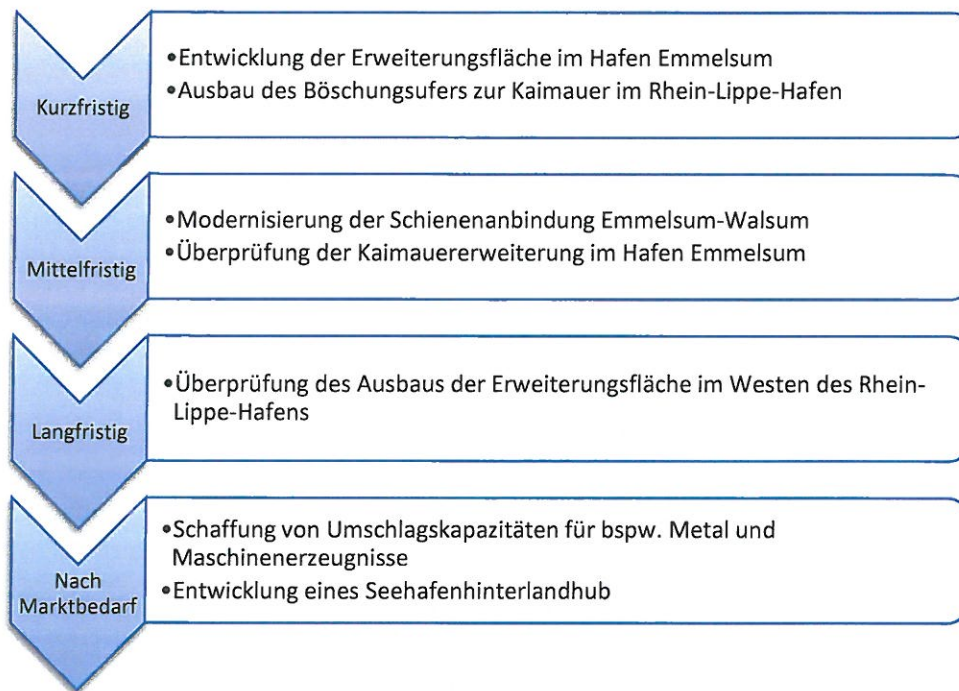 Kurzfristig
•Entwicklung der Erweiterungsfläche im Hafen Emmelsum
•Ausbau des Böschungsufers zur Kaimauer im Rhein-Lippe-Hafen
Mittelfristig
•Modernisierung der Schienenanbindung Emmelsum-Walsum
•Überprüfung der Kaimauererweiterung im Hafen Emmelsum
Langfristig
•Überprüfung des Ausbaus der Erweiterungsfläche im Westen des Rhein-
Lippe-Hafens
Nach
Marktbedarf
•Schaffung von Umschlagskapazitäten für bspw. Metal und
Maschinenerzeugnisse
•Entwicklung eines Seehafenhinterlandhub